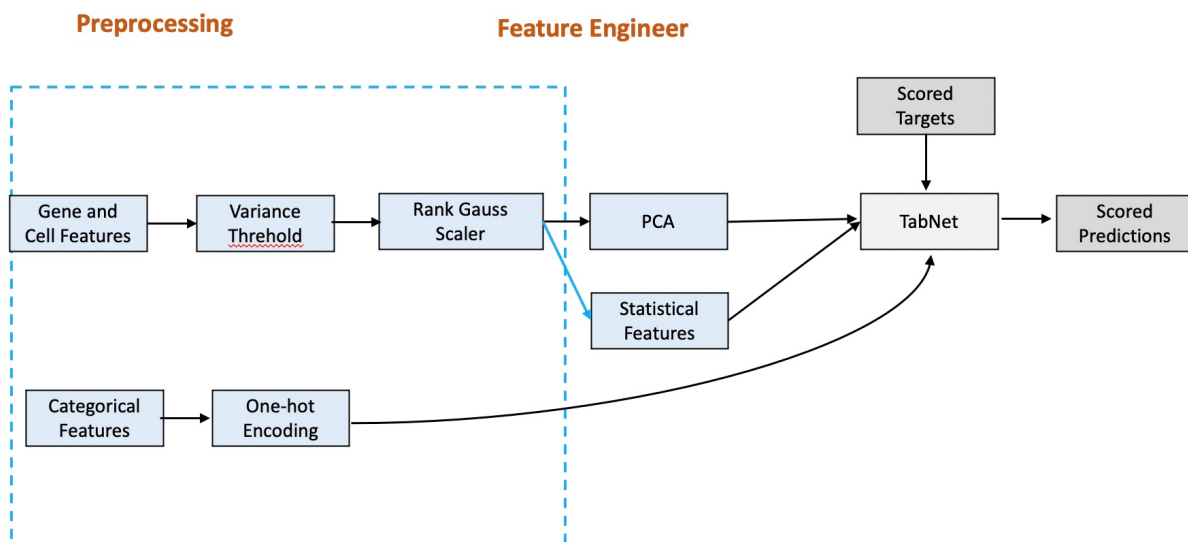 Preprocessing
Feature Engineer
Scored
Targets
Gene and
Cell Features
Variance
Threhold
Rank Gauss
Scaler
PCA
TabNet
Scored
Predictions
Statistical
Features
Categorical
Features
One-hot
Encoding